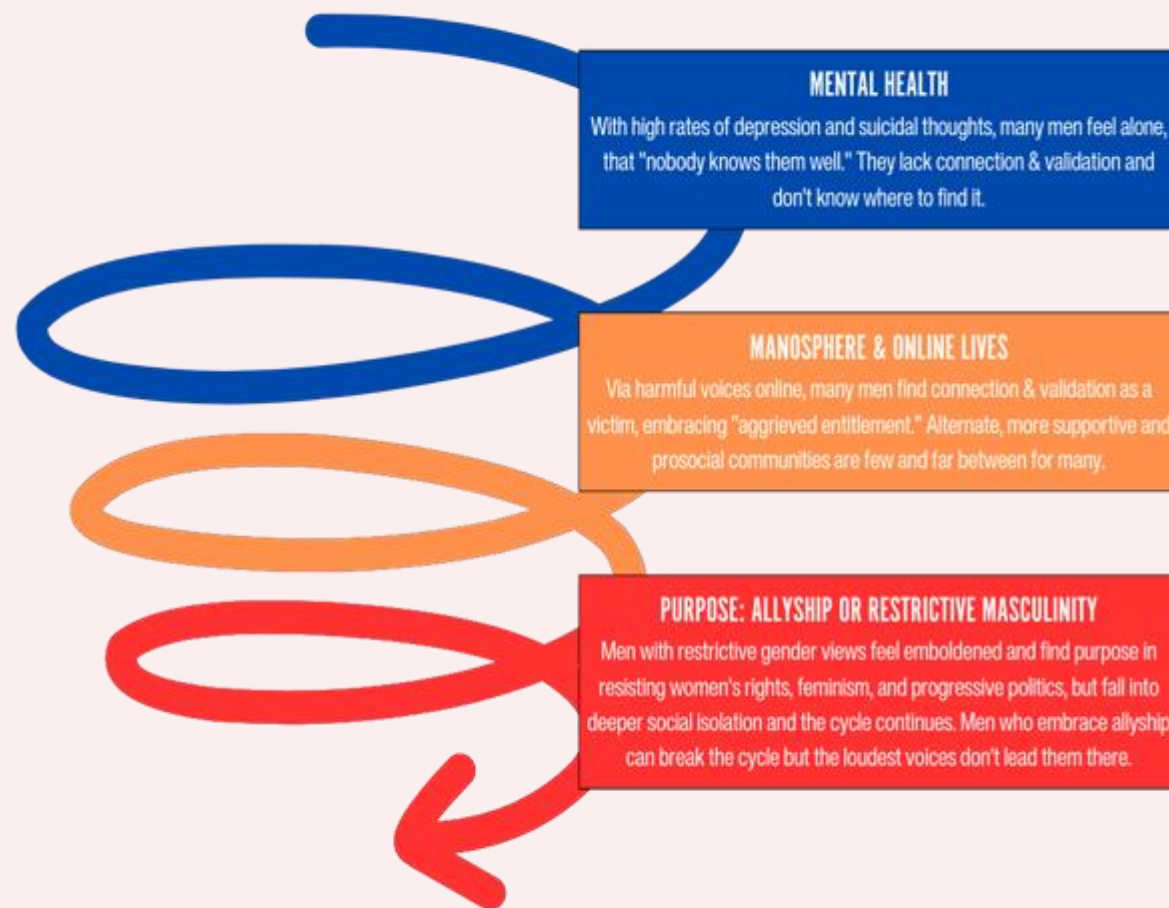 MENTAL HEALTH
With high rates of depression and suicidal thoughts, many men feel alone,
that "nobody knows them well." They lack connection & validation and
don't know where to find it.
MANOSPHERE & ONLINE LIVES
Via harmful voices online, many men find connection & validation as a
victim, embracing "aggrieved entitlement." Alternate, more supportive and
prosocial communities are few and far between for many.
PURPOSE: ALLYSHIP OR RESTRICTIVE MASCULINITY
Men with restrictive gender views feel emboldened and find purpose in
resisting women's rights, feminism, and progressive politics, but fall into
deeper social isolation and the cycle continues. Men who embrace allyship
can break the cycle but the loudest voices don't lead them there.